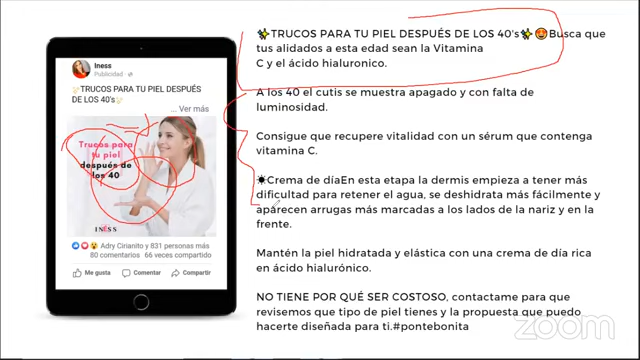 Iness
Publicidad
TRUCOS PARA TU PIEL DESPUÉS
DE LOS 40's
... Ver más
Trucos para
tu piel
después de
los 40
INÉSS
Adry Cirianito y 831 personas más
80 comentarios 66 veces compartido
Me gusta Comentar Compartir
TRUCOS PARA TU PIEL DESPUÉS DE LOS 40's Busca que
tus alidados a esta edad sean la Vitamina
C y el ácido hialuronico.
A los 40 el cutis se muestra apagado y con falta de
luminosidad.
Consigue que recupere vitalidad con un sérum que contenga
vitamina C.
Crema de díaEn esta etapa la dermis empieza a tener más
dificultad para retener el agua, se deshidrata más fácilmente y
aparecen arrugas más marcadas a los lados de la nariz y en la
frente.
Mantén la piel hidratada y elástica con una crema de día rica
en ácido hialurónico.
NO TIENE POR QUÉ SER COSTOSO, contactame para que
revisemos que tipo de piel tienes y la propuesta que puedo
hacerte diseñada para ti.#pontebonita
zoom